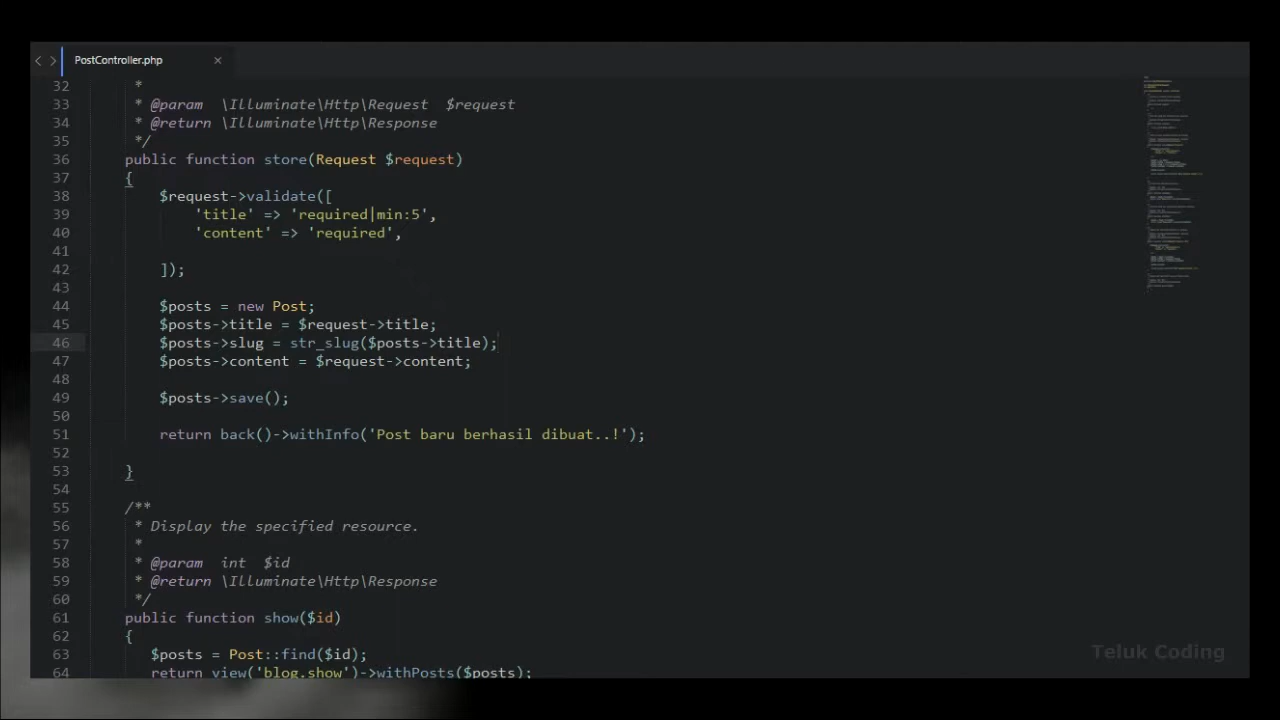 PostController.php
32 *
33 * @param  \Illuminate\Http\Request  $request
34 * @return \Illuminate\Http\Response
35 */
36 public function store(Request $request)
37 {
38 $request->validate([
39 'title' => 'required|min:5',
40 'content' => 'required',
41
42 ]);
43
44 $posts = new Post;
45 $posts->title = $request->title;
46 $posts->slug = str_slug($posts->title);
47 $posts->content = $request->content;
48
49 $posts->save();
50
51 return back()->withInfo('Post baru berhasil dibuat..!');
52
53 }
54
55 /**
56 * Display the specified resource.
57 *
58 * @param  int  $id
59 * @return \Illuminate\Http\Response
60 */
61 public function show($id)
62 {
63 $posts = Post::find($id);
64 return view('blog.show')->withPosts($posts);
Teluk Coding